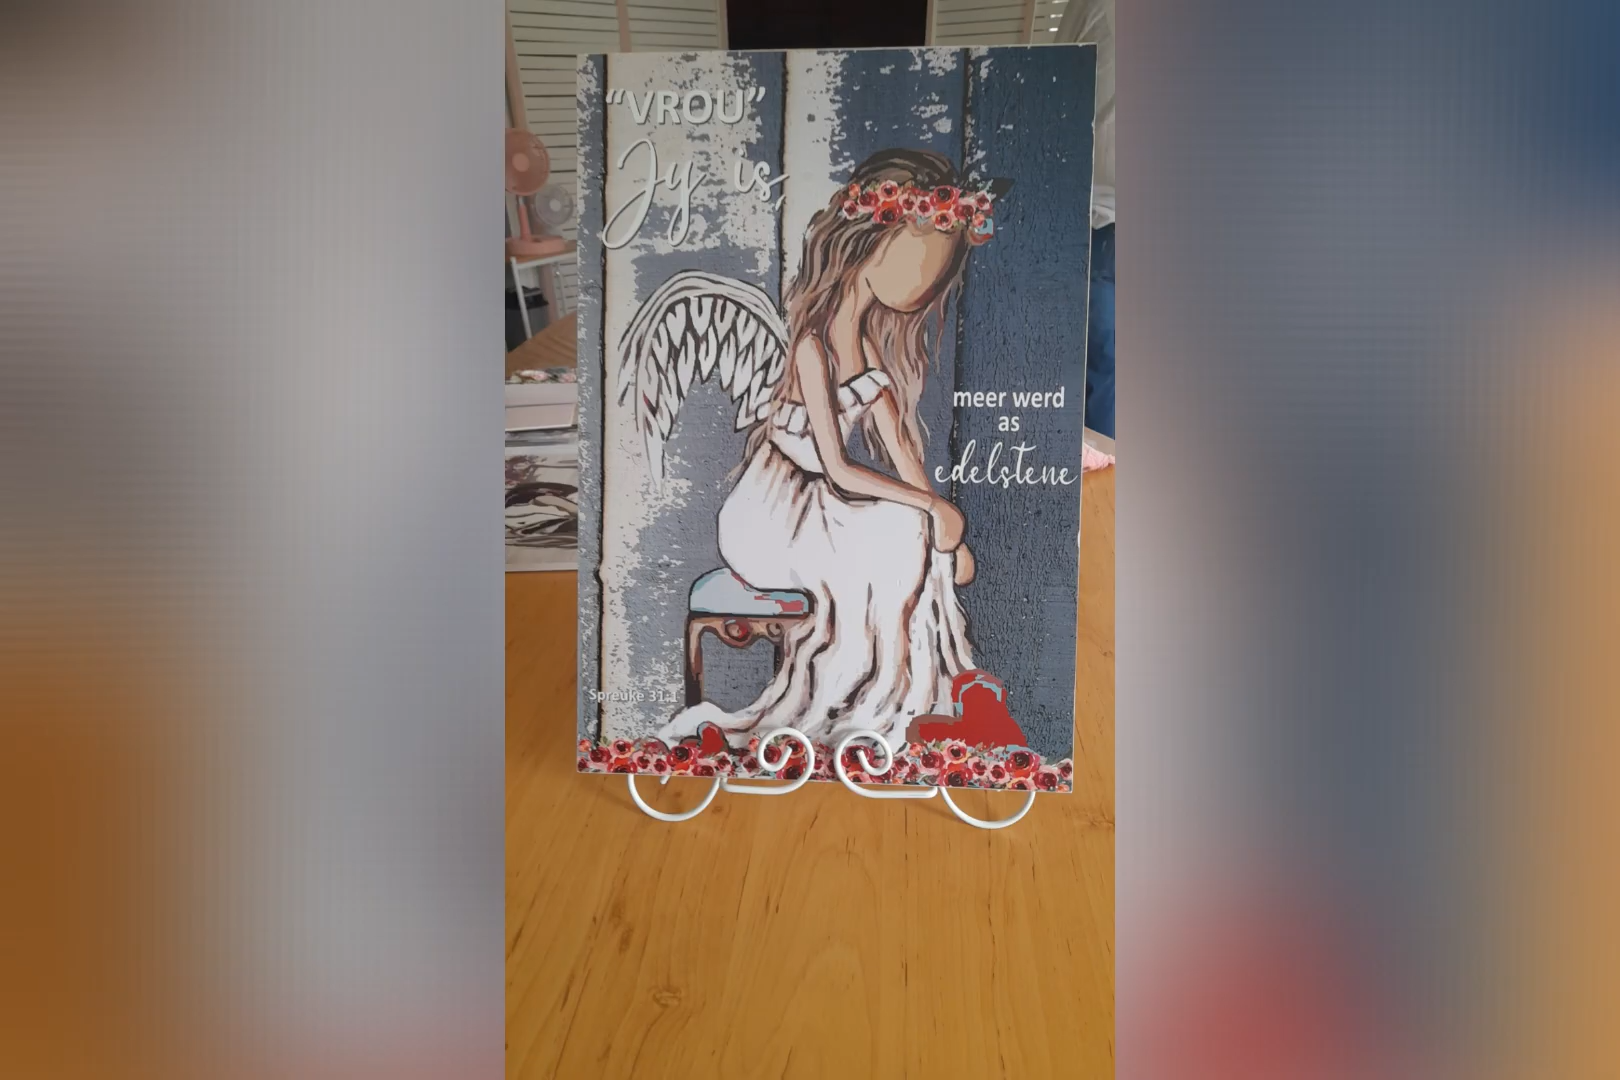 “VROU”
Jy is,
meer werd
as
edelstene
Spreuke 31:1